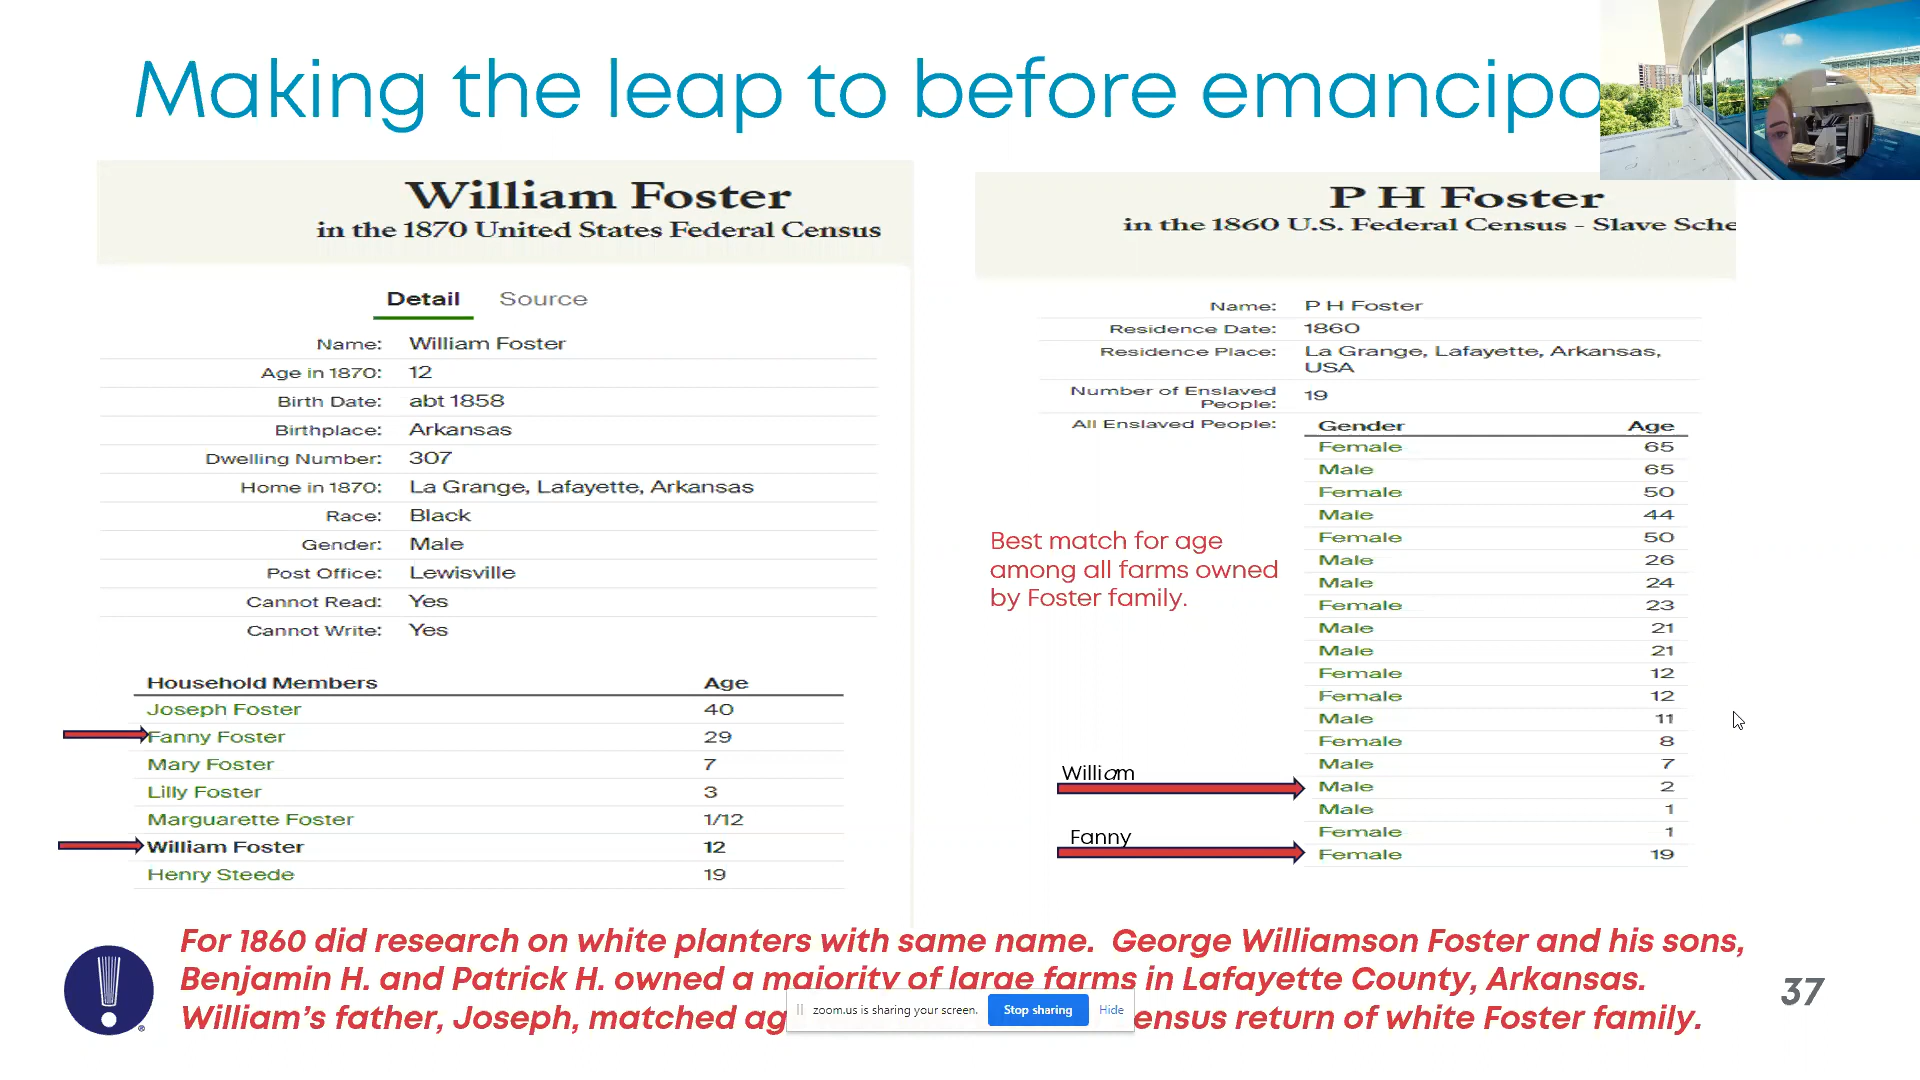 Making the leap to before emancipa
William Foster
in the 1870 United States Federal Census
Detail Source
Name: William Foster
Age in 1870: 12
Birth Date: abt 1858
Birthplace: Arkansas
Dwelling Number: 307
Home in 1870: La Grange, Lafayette, Arkansas
Race: Black
Gender: Male
Post Office: Lewisville
Cannot Read: Yes
Cannot Write: Yes
Household Members Age
Joseph Foster 40
Fanny Foster 29
Mary Foster 7
Lilly Foster 3
Marguarette Foster 1/12
William Foster 12
Henry Steede 19
P H Foster
in the 1860 U.S. Federal Census - Slave Sche
Name: P H Foster
Residence Date: 1860
Residence Place: La Grange, Lafayette, Arkansas,
USA
Number of Enslaved
People: 19
All Enslaved People:
Gender Age
Female 65
Male 65
Female 50
Male 44
Female 50
Male 26
Male 24
Female 23
Male 21
Male 21
Female 12
Female 12
Male 11
Female 8
Male 7
Male 2
Male 1
Female 1
Female 19
Best match for age
among all farms owned
by Foster family.
William
Fanny
For 1860 did research on white planters with same name. George Williamson Foster and his sons,
Benjamin H. and Patrick H. owned a majority of large farms in Lafayette County, Arkansas.
William's father, Joseph, matched ag ensus return of white Foster family.
zoom.us is sharing your screen. Stop sharing Hide
37